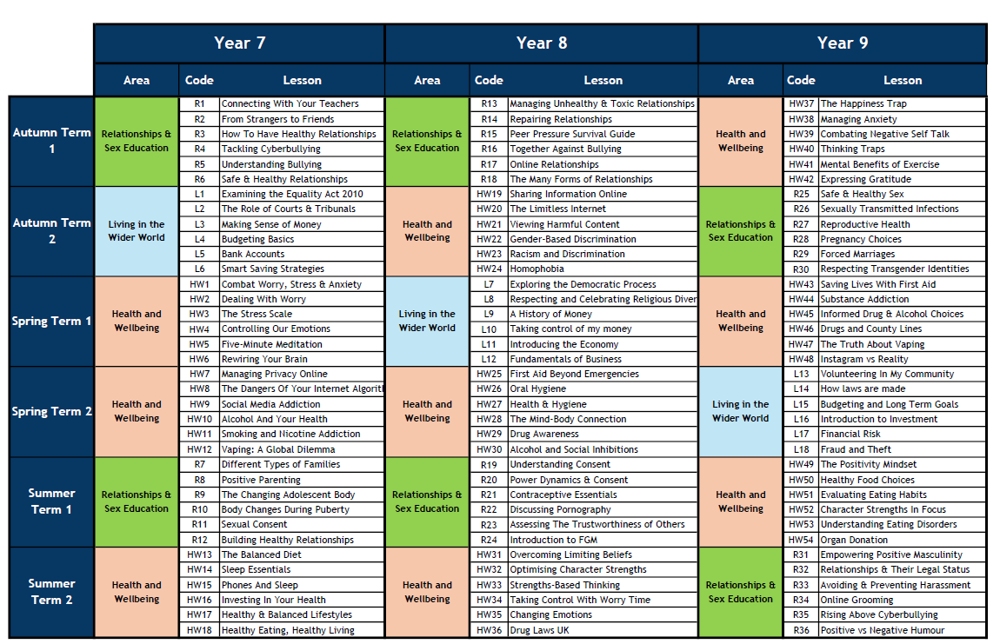 Year 7 Year 8 Year 9
Area Code Lesson Area Code Lesson Area Code Lesson
Autumn Term 1 Relationships & Sex Education R1 Connecting With Your Teachers Relationships & Sex Education R13 Managing Unhealthy & Toxic Relationships Health and Wellbeing HW37 The Happiness Trap
R2 From Strangers to Friends R14 Repairing Relationships HW38 Managing Anxiety
R3 How To Have Healthy Relationships R15 Peer Pressure Survival Guide HW39 Combating Negative Self Talk
R4 Tackling Cyberbullying R16 Together Against Bullying HW40 Thinking Traps
R5 Understanding Bullying R17 Online Relationships HW41 Mental Benefits of Exercise
R6 Safe & Healthy Relationships R18 The Many Forms of Relationships HW42 Expressing Gratitude
Autumn Term 2 Living in the Wider World L1 Examining the Equality Act 2010 Health and Wellbeing HW19 Sharing Information Online Relationships & Sex Education R25 Safe & Healthy Sex
L2 The Role of Courts & Tribunals HW20 The Limitless Internet R26 Sexually Transmitted Infections
L3 Making Sense of Money HW21 Viewing Harmful Content R27 Reproductive Health
L4 Budgeting Basics HW22 Gender-Based Discrimination R28 Pregnancy Choices
L5 Bank Accounts HW23 Racism and Discrimination R29 Forced Marriages
L6 Smart Saving Strategies HW24 Homophobia R30 Respecting Transgender Identities
Spring Term 1 Health and Wellbeing HW1 Combat Worry, Stress & Anxiety Living in the Wider World L7 Exploring the Democratic Process Health and Wellbeing HW43 Saving Lives With First Aid
HW2 Dealing With Worry L8 Respecting and Celebrating Religious Diver HW44 Substance Addiction
HW3 The Stress Scale L9 A History of Money HW45 Informed Drug & Alcohol Choices
HW4 Controlling Our Emotions L10 Taking control of my money HW46 Drugs and County Lines
HW5 Five-Minute Meditation L11 Introducing the Economy HW47 The Truth About Vaping
HW6 Rewiring Your Brain L12 Fundamentals of Business HW48 Instagram vs Reality
Spring Term 2 Health and Wellbeing HW7 Managing Privacy Online Health and Wellbeing HW25 First Aid Beyond Emergencies Living in the Wider World L13 Volunteering In My Community
HW8 The Dangers Of Your Internet Algorit HW26 Oral Hygiene L14 How laws are made
HW9 Social Media Addiction HW27 Health & Hygiene L15 Budgeting and Long Term Goals
HW10 Alcohol And Your Health HW28 The Mind-Body Connection L16 Introduction to Investment
HW11 Smoking and Nicotine Addiction HW29 Drug Awareness L17 Financial Risk
HW12 Vaping: A Global Dilemma HW30 Alcohol and Social Inhibitions L18 Fraud and Theft
Summer Term 1 Relationships & Sex Education R7 Different Types of Families Relationships & Sex Education R19 Understanding Consent Health and Wellbeing HW49 The Positivity Mindset
R8 Positive Parenting R20 Power Dynamics & Consent HW50 Healthy Food Choices
R9 The Changing Adolescent Body R21 Contraceptive Essentials HW51 Evaluating Eating Habits
R10 Body Changes During Puberty R22 Discussing Pornography HW52 Character Strengths In Focus
R11 Sexual Consent R23 Assessing The Trustworthiness of Others HW53 Understanding Eating Disorders
R12 Building Healthy Relationships R24 Introduction to FGM HW54 Organ Donation
Summer Term 2 Health and Wellbeing HW13 The Balanced Diet Health and Wellbeing HW31 Overcoming Limiting Beliefs Relationships & Sex Education R31 Empowering Positive Masculinity
HW14 Sleep Essentials HW32 Optimising Character Strengths R32 Relationships & Their Legal Status
HW15 Phones And Sleep HW33 Strengths-Based Thinking R33 Avoiding & Preventing Harassment
HW16 Investing In Your Health HW34 Taking Control With Worry Time R34 Online Grooming
HW17 Healthy & Balanced Lifestyles HW35 Changing Emotions R35 Rising Above Cyberbullying
HW18 Healthy Eating, Healthy Living HW36 Drug Laws UK R36 Positive vs Negative Humour